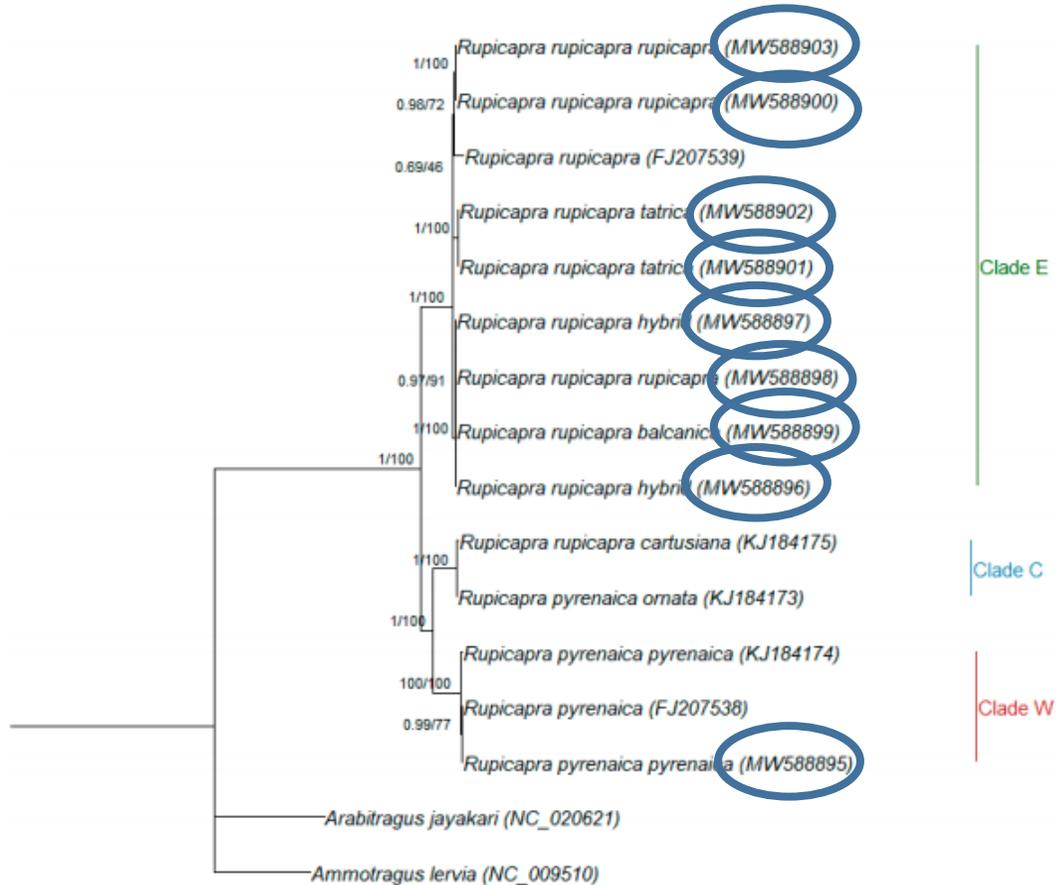 Rupicapra rupicapra rupicapra (MW588903)
1/100
Rupicapra rupicapra rupicapra (MW588900)
0.98/72
Rupicapra rupicapra (FJ207539)
0.69/46
Rupicapra rupicapra tatrica (MW588902)
1/100
Rupicapra rupicapra tatrica (MW588901)
Clade E
1/100
Rupicapra rupicapra hybrid (MW588897)
0.97/91
Rupicapra rupicapra rupicapra (MW588898)
1/100
Rupicapra rupicapra balcanica (MW588899)
1/100
Rupicapra rupicapra hybrid (MW588896)
Rupicapra rupicapra cartusiana (KJ184175)
1/100
Clade C
Rupicapra pyrenaica ornata (KJ184173)
1/100
Rupicapra pyrenaica pyrenaica (KJ184174)
100/100
Rupicapra pyrenaica (FJ207538)
Clade W
0.99/77
Rupicapra pyrenaica pyrenaica (MW588895)
Arabitragus jayakari (NC_020621)
Ammotragus lervia (NC_009510)